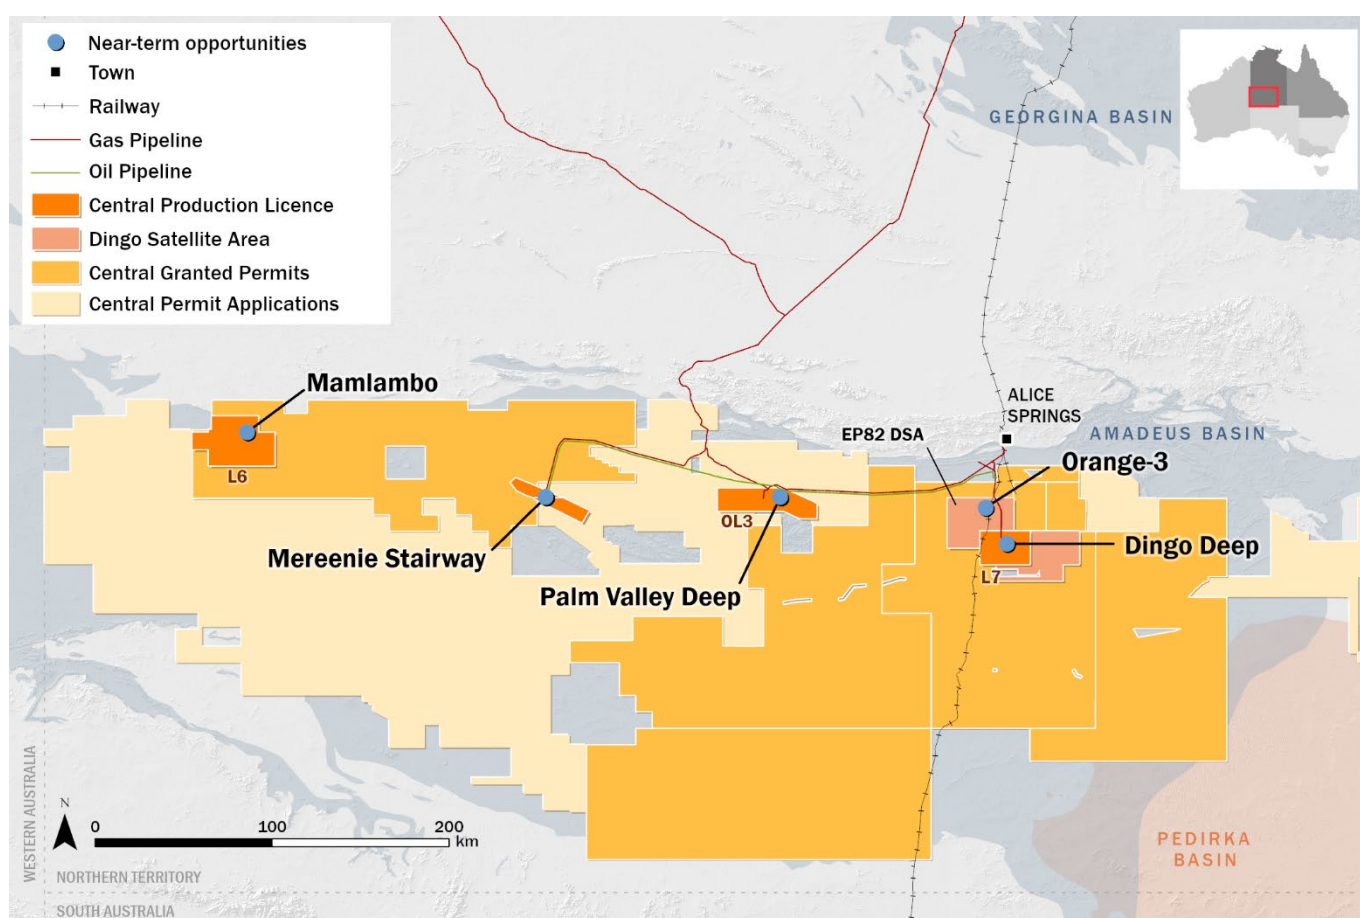 Near-term opportunities
Town
Railway
Gas Pipeline
Oil Pipeline
Central Production Licence
Dingo Satellite Area
Central Granted Permits
Central Permit Applications
GEORGINA BASIN
Mamlambo
L6
ALICE
SPRINGS
EP82 DSA
AMADEUS BASIN
Orange-3
Mereenie Stairway
OL3
Palm Valley Deep
Dingo Deep
L7
WESTERN AUSTRALIA
N
0 100 200
km
PEDIRKA
BASIN
NORTHERN TERRITORY
SOUTH AUSTRALIA